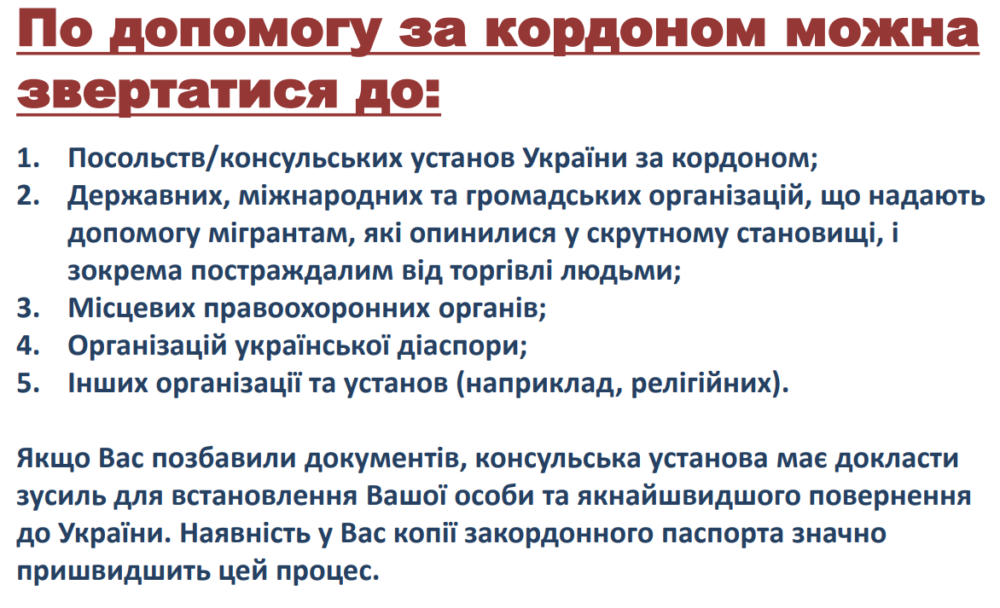 По допомогу за кордоном можна
звертатися до:
1. Посольств/консульських установ України за кордоном;
2. Державних, міжнародних та громадських організацій, що надають
допомогу мігрантам, які опинилися у скрутному становищі, і
зокрема постраждалим від торгівлі людьми;
3. Місцевих правоохоронних органів;
4. Організацій української діаспори;
5. Інших організації та установ (наприклад, релігійних).
Якщо Вас позбавили документів, консульська установа має докласти
зусиль для встановлення Вашої особи та якнайшвидшого повернення
до України. Наявність у Вас копії закордонного паспорта значно
пришвидшить цей процес.